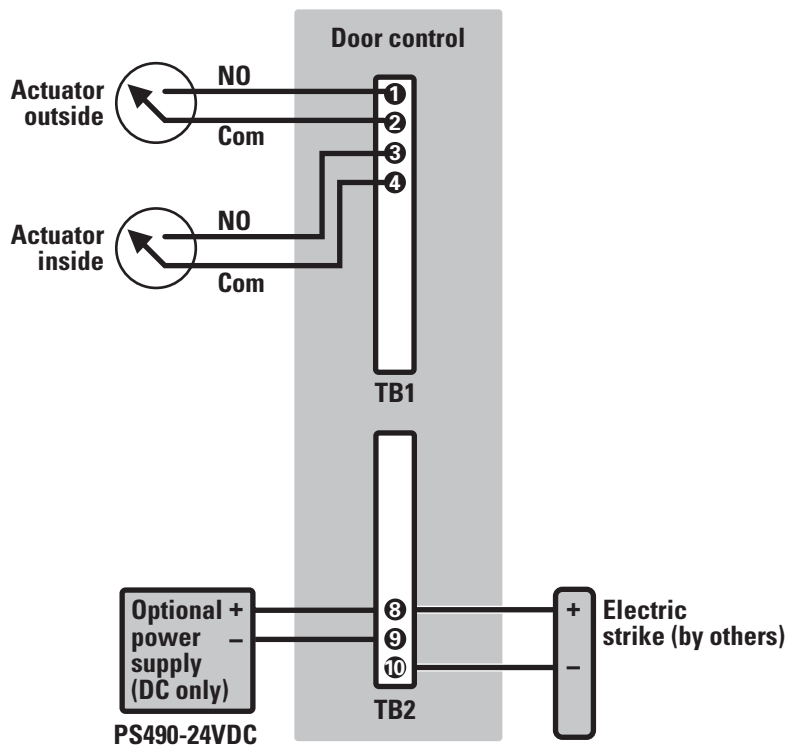 Door control
Actuator
outside
NO
Com
1
2
3
4
Actuator
inside
NO
Com
TB1
Optional +
power –
supply
(DC only)
PS490-24VDC
8
9
10
TB2
+
–
Electric
strike (by others)